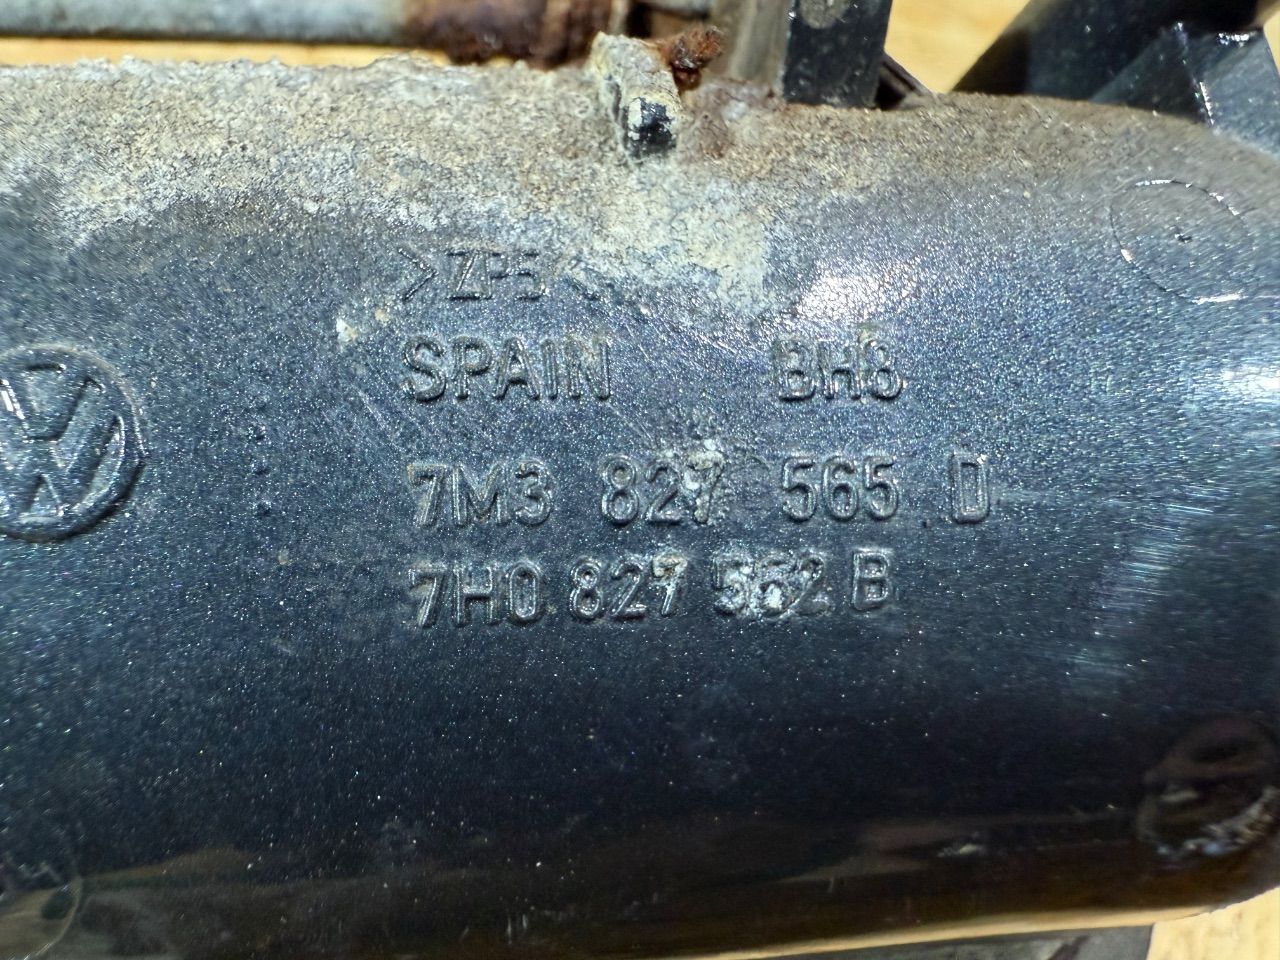 >ZP5<
SPAIN BH8
7M3 827 565 D
7H0 827 562 B